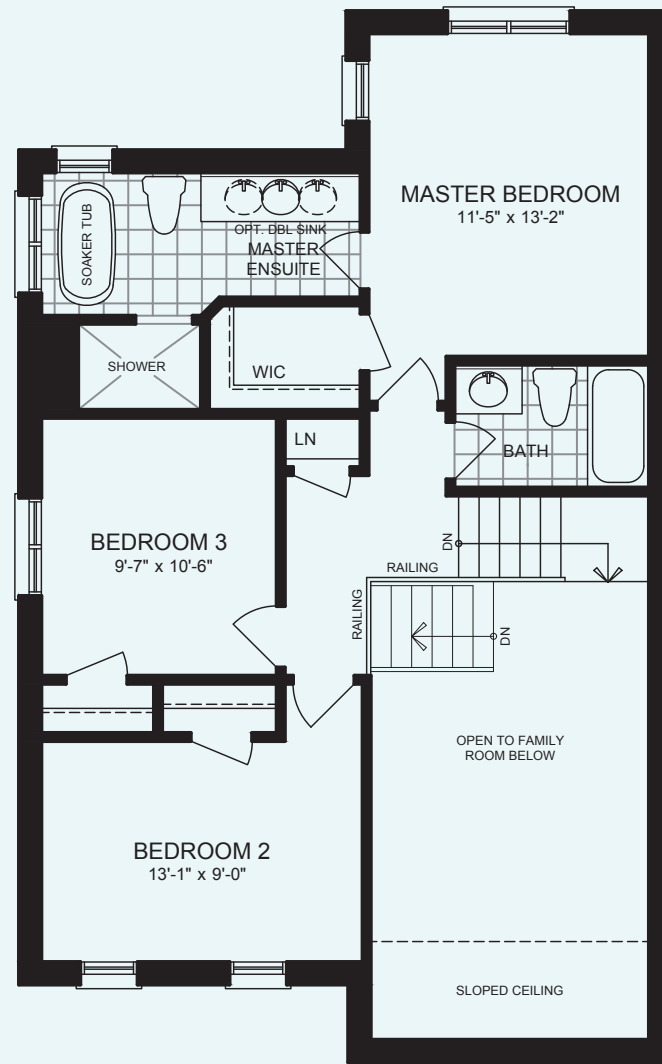 MASTER BEDROOM
11'-5" x 13'-2"
SOAKER TUB
OPT. DBL SINK
MASTER
ENSUITE
SHOWER
WIC
BATH
LN
BEDROOM 3
9'-7" x 10'-6"
DN
RAILING
RAILING
DN
OPEN TO FAMILY
ROOM BELOW
BEDROOM 2
13'-1" x 9'-0"
SLOPED CEILING